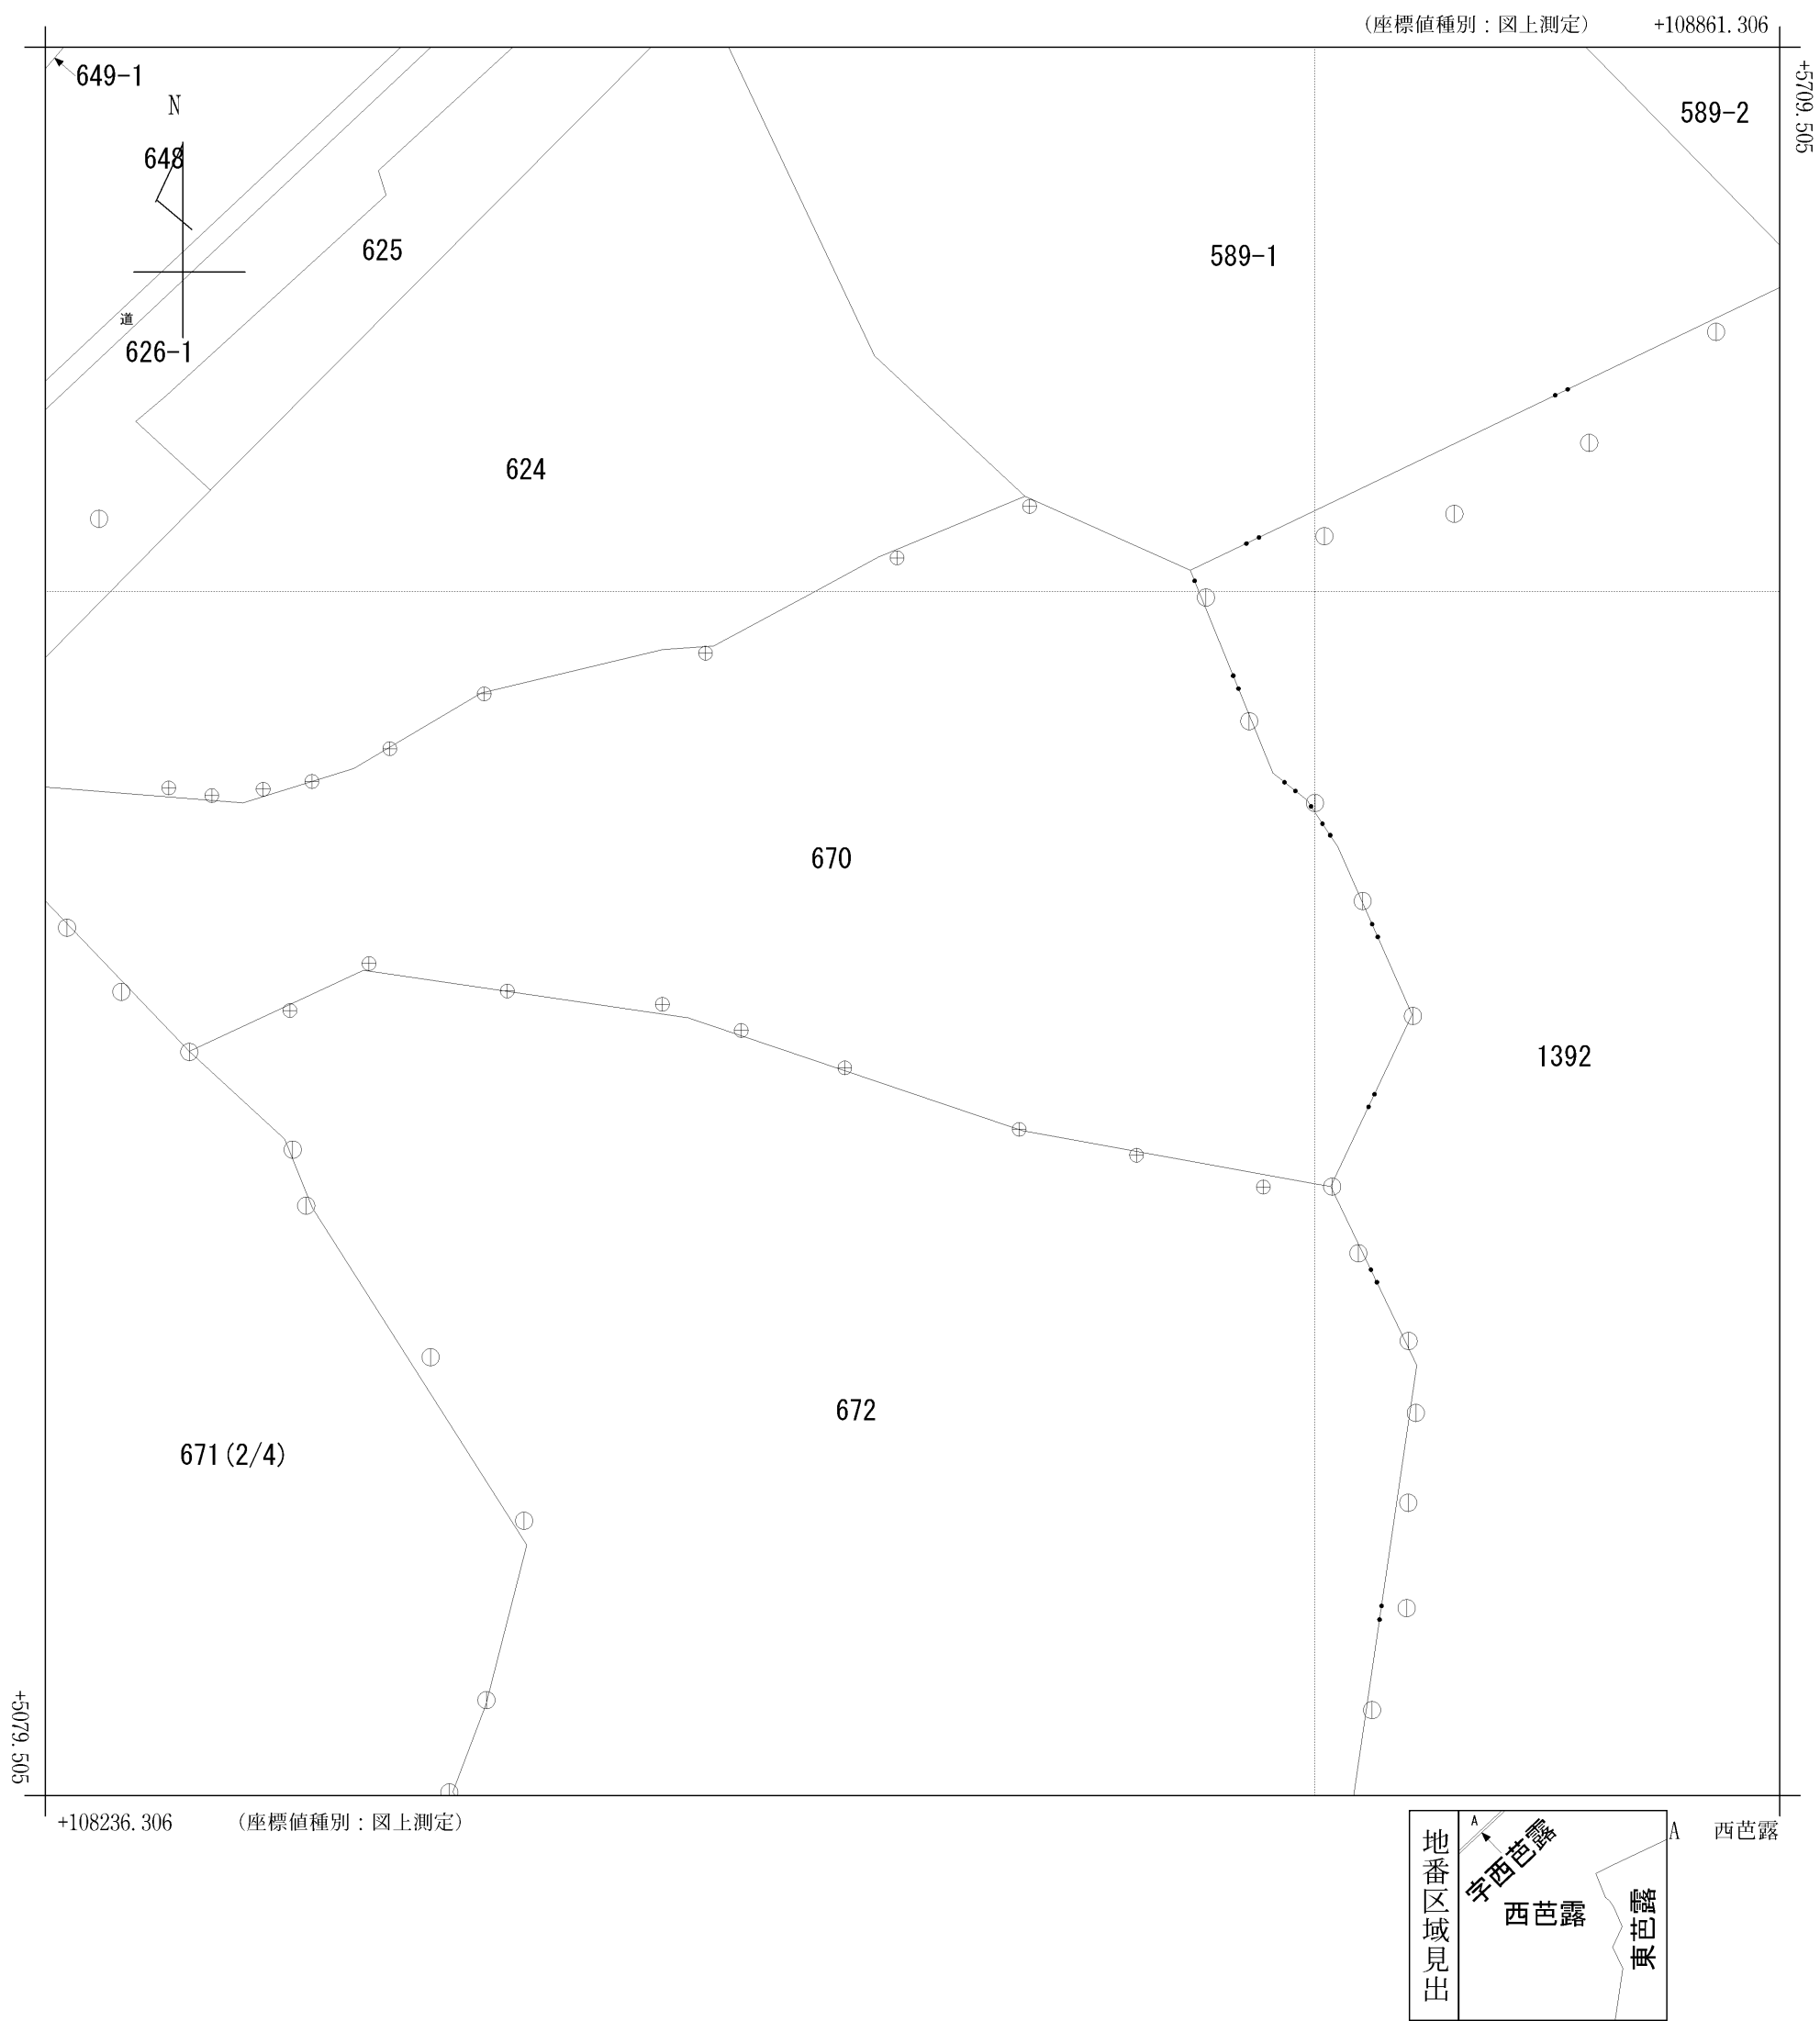 (座標値種別：図上測定) +108861.306
+5709.505
649-1
N
648
589-2
625
589-1
道
626-1
624
670
1392
672
671(2/4)
+5079.505
+108236.306 (座標値種別：図上測定)
地番区域見出
A
字西芭露
西芭露
東芭露
A 西芭露